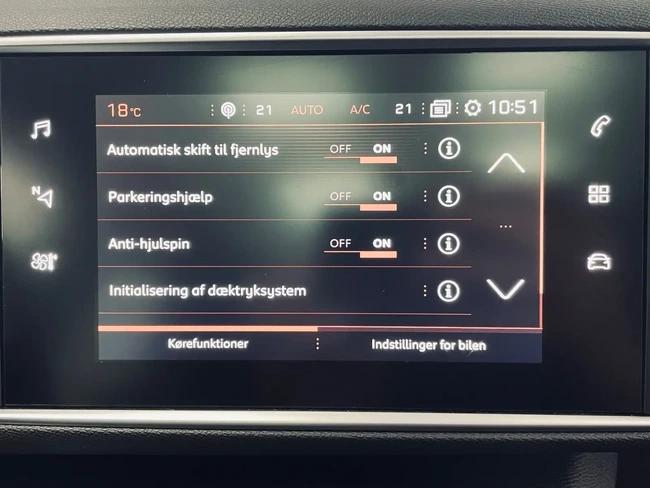 18°C 21 AUTO A/C 21 10:51
Automatisk skift til fjernlys OFF ON
N
Parkeringshjælp OFF ON
Anti-hjulspin OFF ON
Initialisering af dæktryksystem
Kørefunktioner Indstillinger for bilen